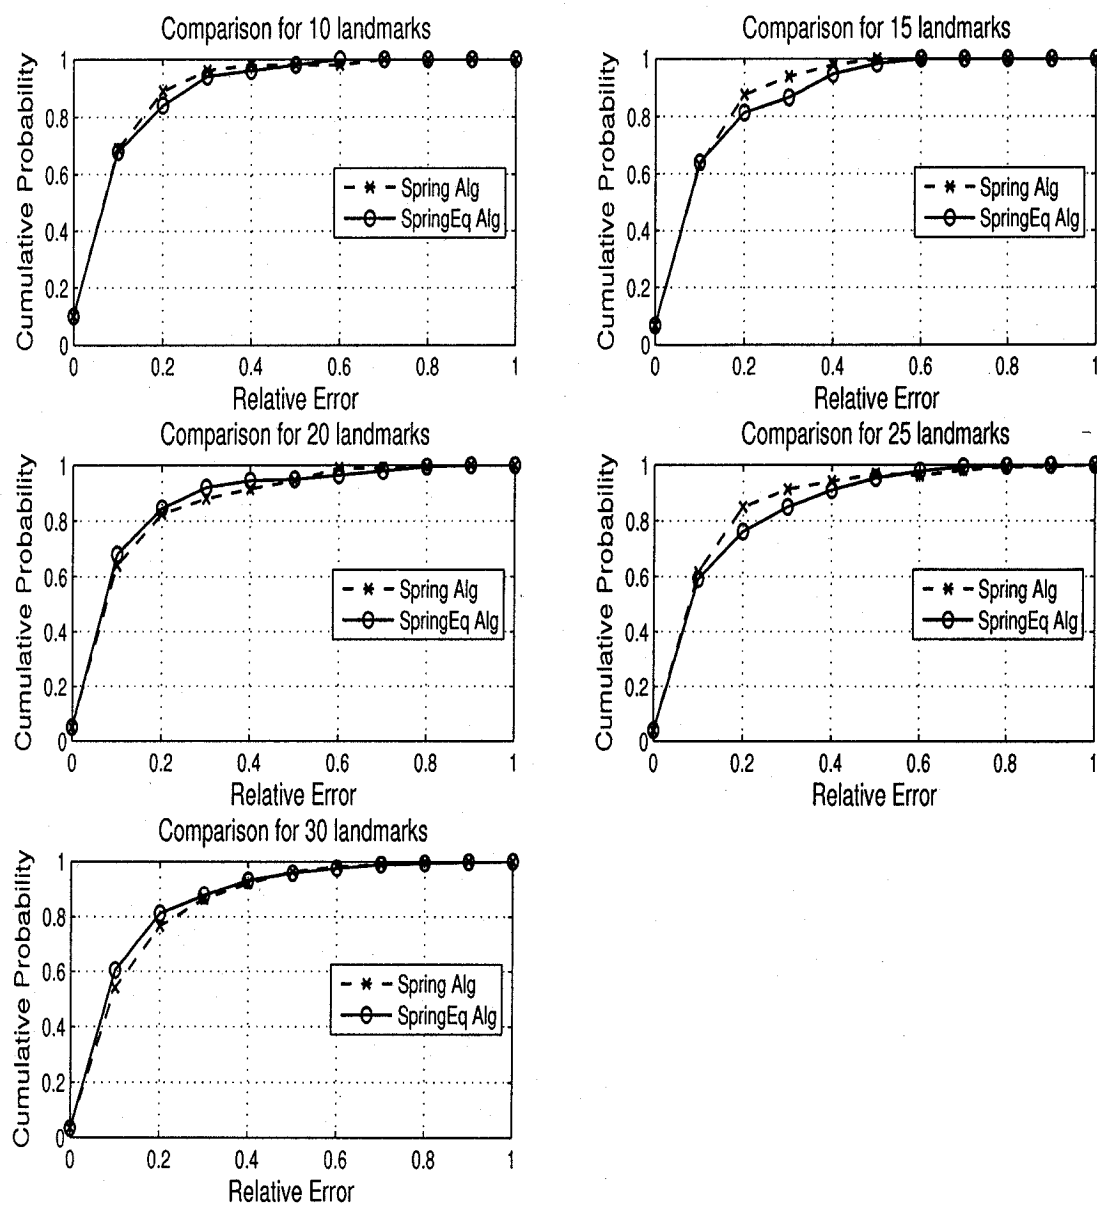 Comparison for 10 landmarks
Cumulative Probability
1
0.8
0.6
0.4
0.2
0
Spring Alg
SpringEq Alg
0 0.2 0.4 0.6 0.8 1
Relative Error
Comparison for 15 landmarks
Cumulative Probability
1
0.8
0.6
0.4
0.2
0
Spring Alg
SpringEq Alg
0 0.2 0.4 0.6 0.8 1
Relative Error
Comparison for 20 landmarks
Cumulative Probability
1
0.8
0.6
0.4
0.2
0
Spring Alg
SpringEq Alg
0 0.2 0.4 0.6 0.8 1
Relative Error
Comparison for 25 landmarks
Cumulative Probability
1
0.8
0.6
0.4
0.2
0
Spring Alg
SpringEq Alg
0 0.2 0.4 0.6 0.8 1
Relative Error
Comparison for 30 landmarks
Cumulative Probability
1
0.8
0.6
0.4
0.2
0
Spring Alg
SpringEq Alg
0 0.2 0.4 0.6 0.8 1
Relative Error